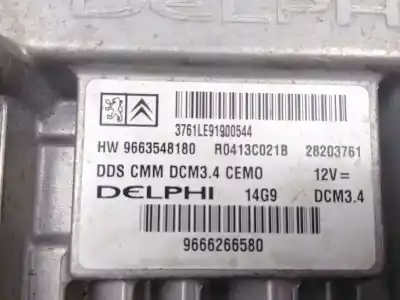 DELPHI
3761LE91900544
HW 9663548180 R0413C021B 28203761
DDS CMM DCM3.4 CEMO 12V=
DELPHI 14G9 DCM3.4
9666266580